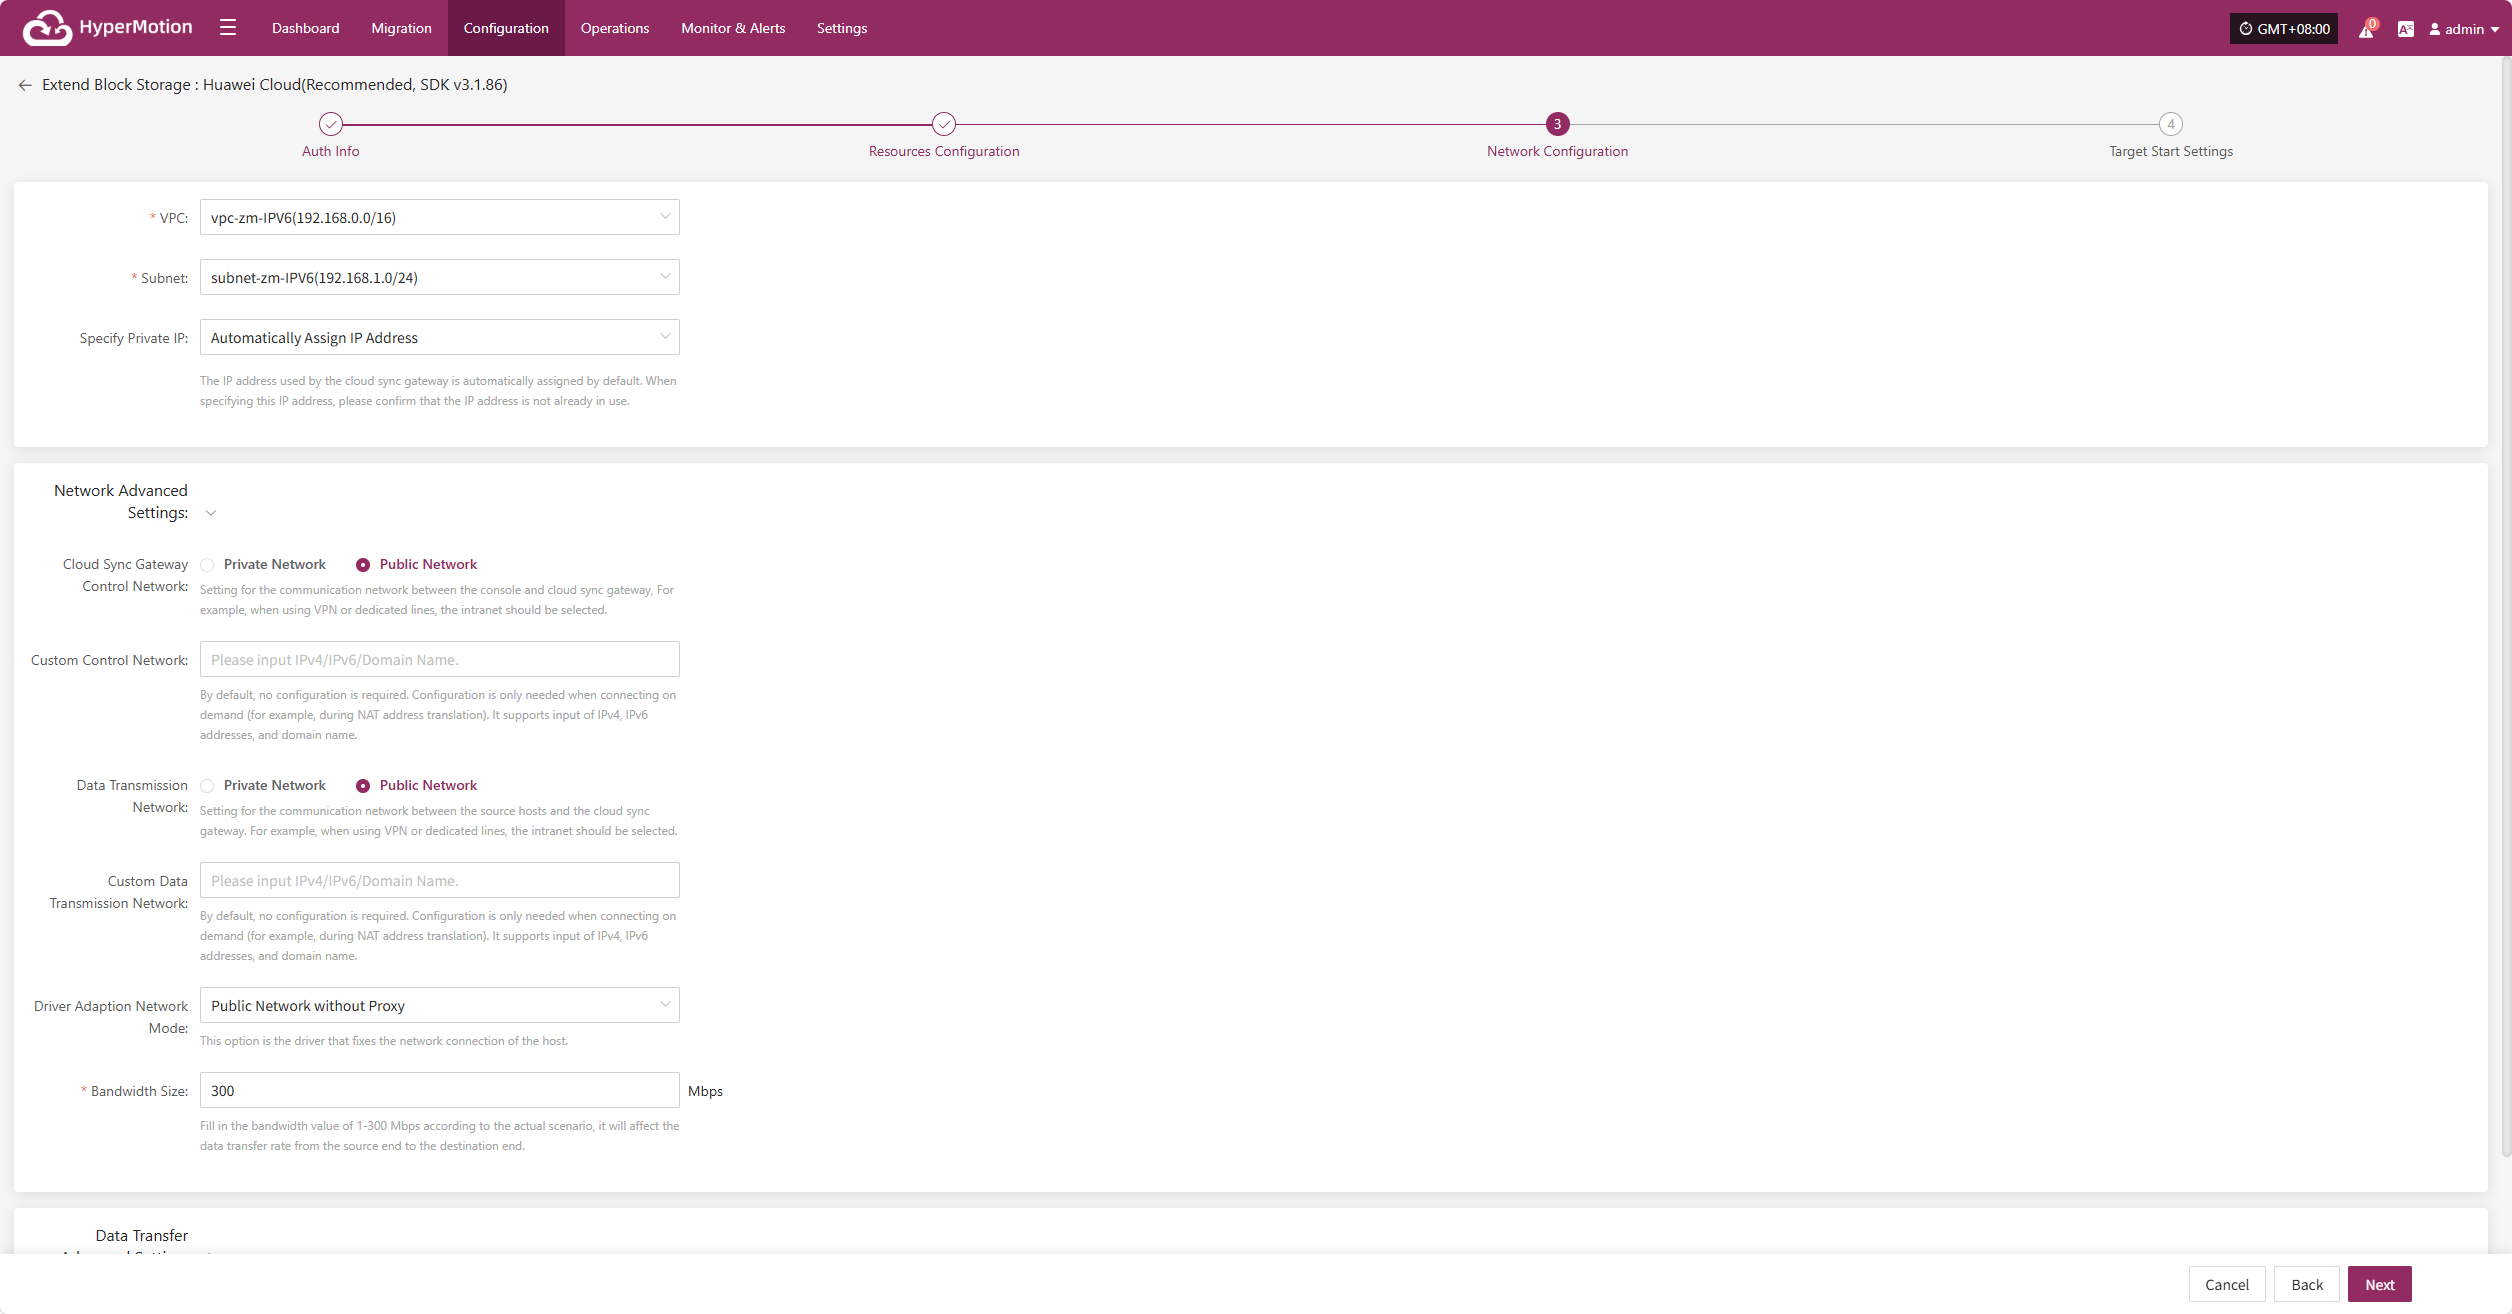 HyperMotion
Dashboard
Migration
Configuration
Operations
Monitor & Alerts
Settings
GMT+08:00
0
admin
Extend Block Storage : Huawei Cloud(Recommended, SDK v3.1.86)
3
4
Auth Info
Resources Configuration
Network Configuration
Target Start Settings
* VPC:
vpc-zm-IPV6(192.168.0.0/16)
* Subnet:
subnet-zm-IPV6(192.168.1.0/24)
Specify Private IP:
Automatically Assign IP Address
The IP address used by the cloud sync gateway is automatically assigned by default. When
specifying this IP address, please confirm that the IP address is not already in use.
Network Advanced
Settings:
Cloud Sync Gateway
Control Network:
Private Network
Public Network
Setting for the communication network between the console and cloud sync gateway, For
example, when using VPN or dedicated lines, the intranet should be selected.
Custom Control Network:
Please input IPv4/IPv6/Domain Name.
By default, no configuration is required. Configuration is only needed when connecting on
demand (for example, during NAT address translation). It supports input of IPv4, IPv6
addresses, and domain name.
Data Transmission
Network:
Private Network
Public Network
Setting for the communication network between the source hosts and the cloud sync
gateway. For example, when using VPN or dedicated lines, the intranet should be selected.
Custom Data
Transmission Network:
Please input IPv4/IPv6/Domain Name.
By default, no configuration is required. Configuration is only needed when connecting on
demand (for example, during NAT address translation). It supports input of IPv4, IPv6
addresses, and domain name.
Driver Adaption Network
Mode:
Public Network without Proxy
This option is the driver that fixes the network connection of the host.
* Bandwidth Size:
300
Mbps
Fill in the bandwidth value of 1-300 Mbps according to the actual scenario, it will affect the
data transfer rate from the source end to the destination end.
Data Transfer
Cancel
Back
Next